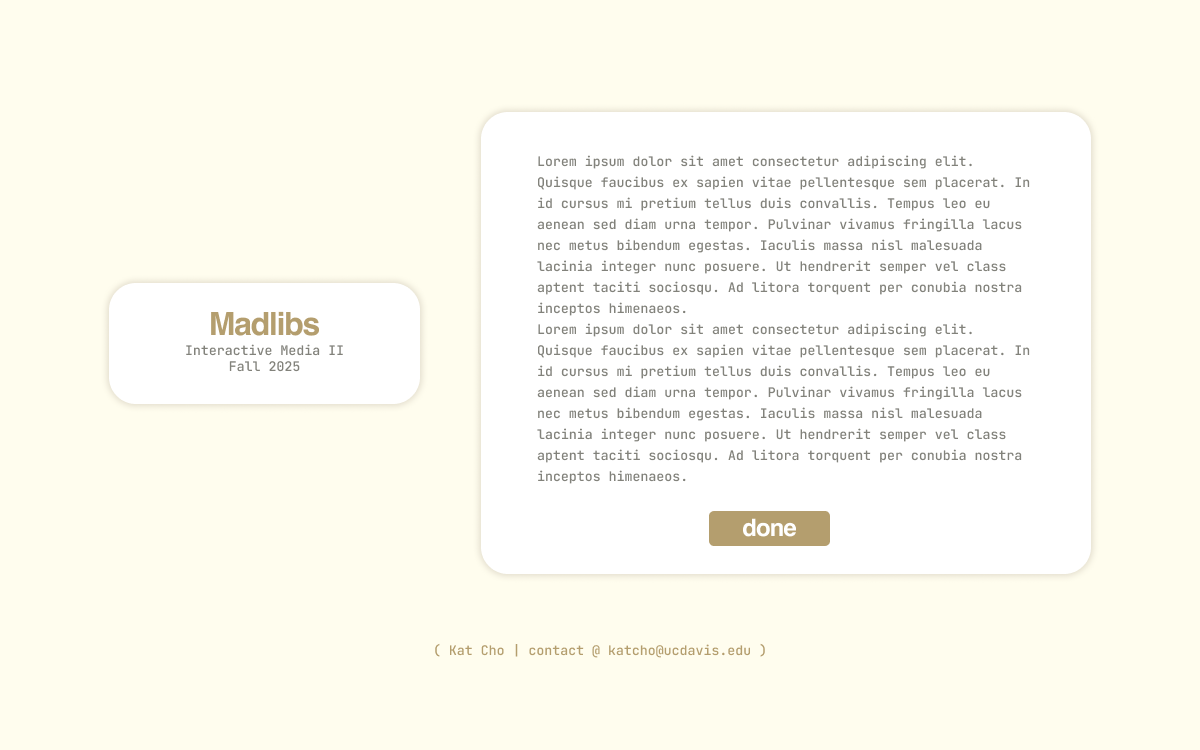 Madlibs
Interactive Media II
Fall 2025
Lorem ipsum dolor sit amet consectetur adipiscing elit.
Quisque faucibus ex sapien vitae pellentesque sem placerat. In
id cursus mi pretium tellus duis convallis. Tempus leo eu
aenean sed diam urna tempor. Pulvinar vivamus fringilla lacus
nec metus bibendum egestas. Iaculis massa nisl malesuada
lacinia integer nunc posuere. Ut hendrerit semper vel class
aptent taciti sociosqu. Ad litora torquent per conubia nostra
inceptos himenaeos.
Lorem ipsum dolor sit amet consectetur adipiscing elit.
Quisque faucibus ex sapien vitae pellentesque sem placerat. In
id cursus mi pretium tellus duis convallis. Tempus leo eu
aenean sed diam urna tempor. Pulvinar vivamus fringilla lacus
nec metus bibendum egestas. Iaculis massa nisl malesuada
lacinia integer nunc posuere. Ut hendrerit semper vel class
aptent taciti sociosqu. Ad litora torquent per conubia nostra
inceptos himenaeos.
done
( Kat Cho | contact @ katcho@ucdavis.edu )